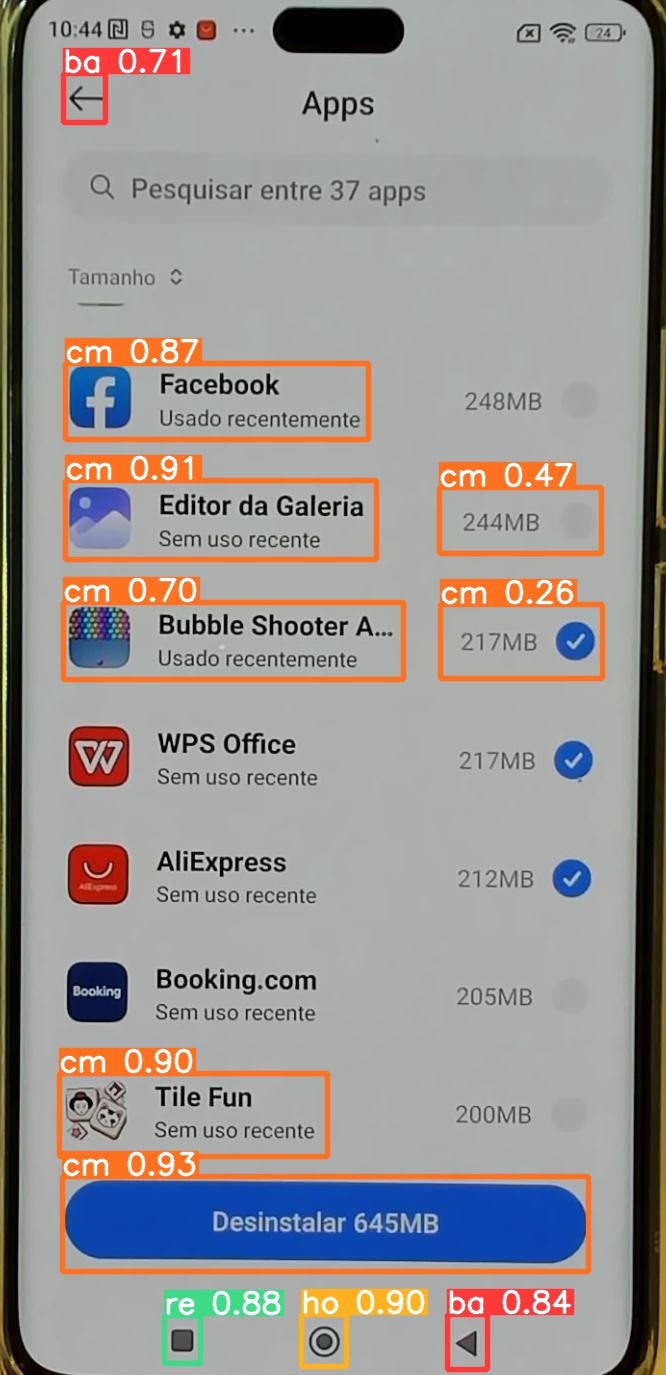 10:44
24
ba 0.71
Apps
Pesquisar entre 37 apps
Tamanho
cm 0.87
Facebook
248MB
Usado recentemente
cm 0.91
cm 0.47
Editor da Galeria
244MB
Sem uso recente
cm 0.70
cm 0.26
Bubble Shooter A...
217MB
Usado recentemente
WPS Office
217MB
Sem uso recente
AliExpress
AliExpress
212MB
Sem uso recente
Booking.com
Booking
205MB
Sem uso recente
cm 0.90
Tile Fun
200MB
Sem uso recente
cm 0.93
Desinstalar 645MB
re 0.88
ho 0.90
ba 0.84